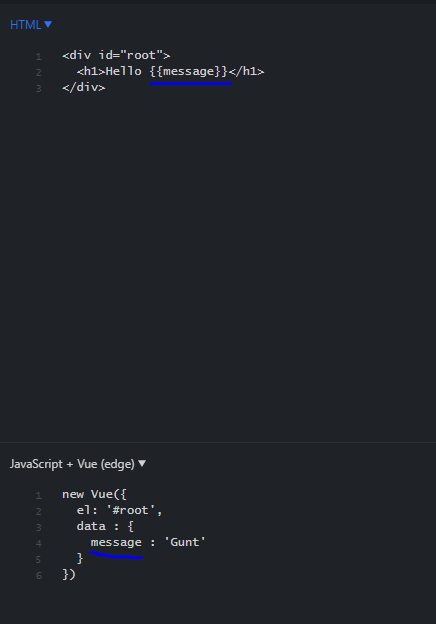 HTML ▼
1 <div id="root">
2   <h1>Hello {{message}}</h1>
3 </div>
JavaScript + Vue (edge) ▼
1 new Vue({
2   el: '#root',
3   data : {
4     message : 'Gunt'
5   }
6 })